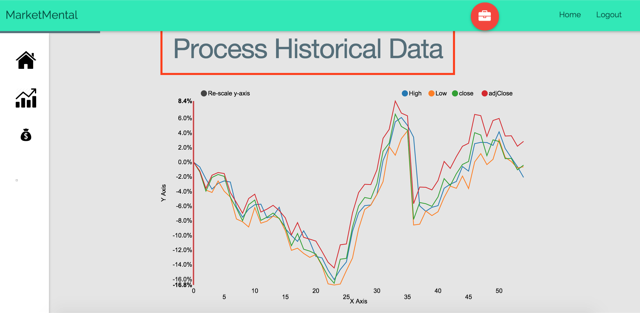 MarketMental
Home
Logout
Process Historical Data
Re-scale y-axis
High
Low
close
adjClose
8.4%
6.0%
4.0%
2.0%
0.0%
-2.0%
-4.0%
-6.0%
-8.0%
-10.0%
-12.0%
-14.0%
-16.0%
-16.8%
Y Axis
0
5
10
15
20
25
30
35
40
45
50
X Axis